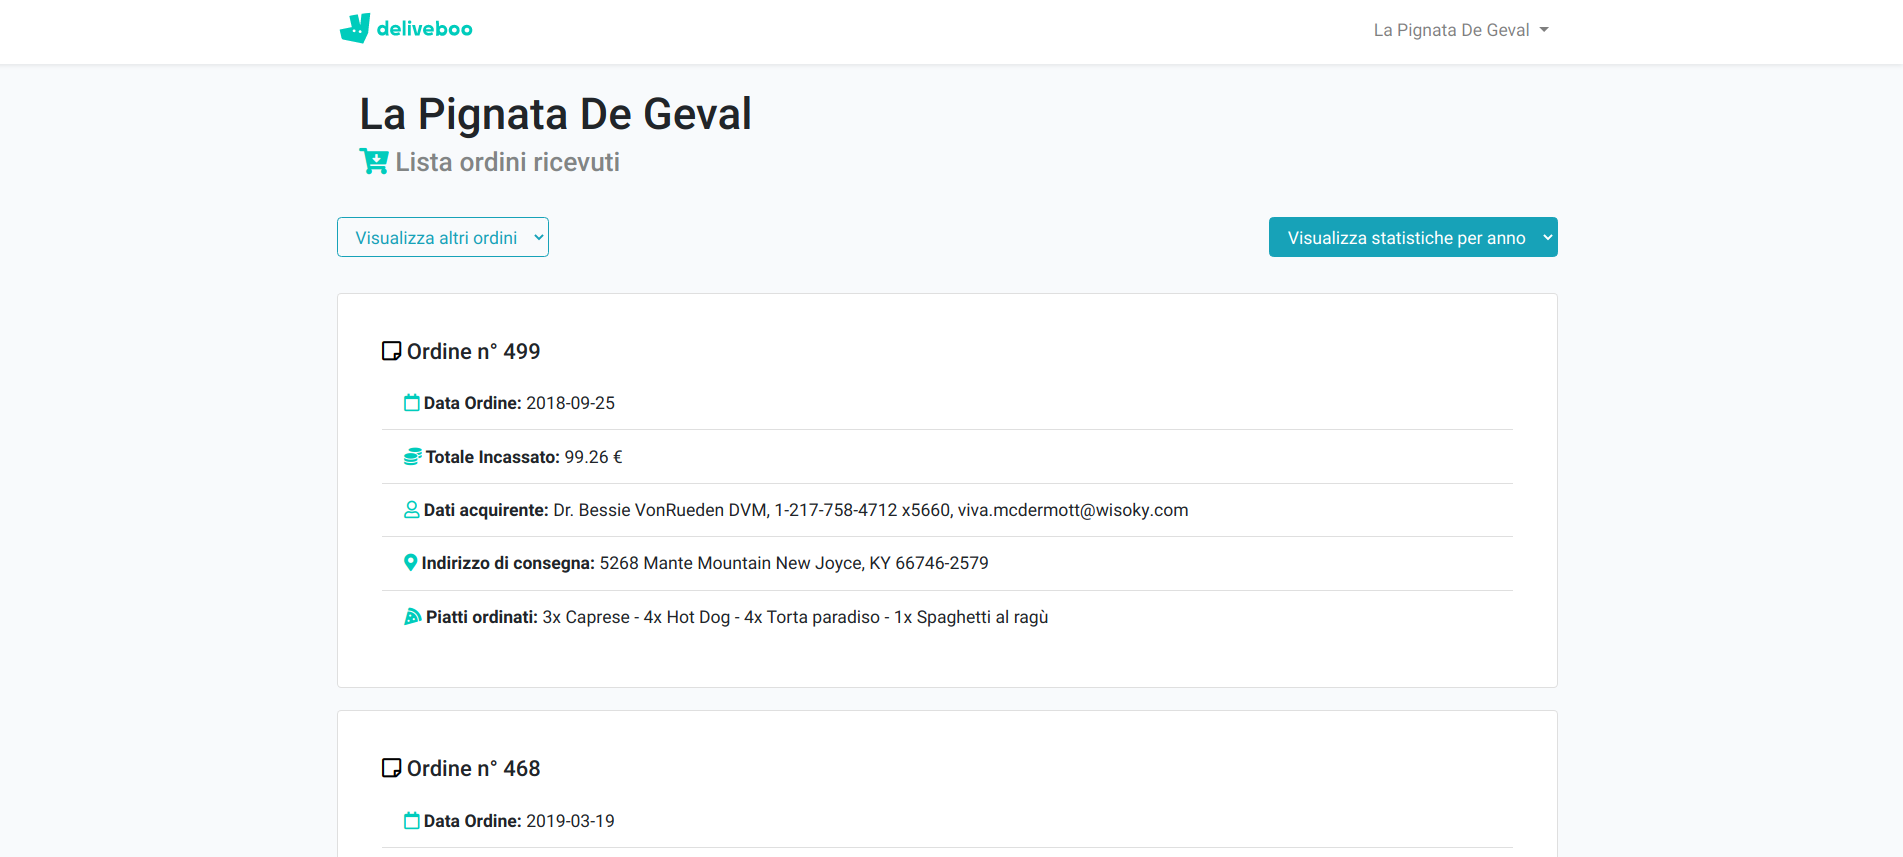 deliveboo
La Pignata De Geval
La Pignata De Geval
Lista ordini ricevuti
Visualizza altri ordini
Visualizza statistiche per anno
Ordine n° 499
Data Ordine: 2018-09-25
Totale Incassato: 99.26 €
Dati acquirente: Dr. Bessie VonRueden DVM, 1-217-758-4712 x5660, viva.mcdermott@wisoky.com
Indirizzo di consegna: 5268 Mante Mountain New Joyce, KY 66746-2579
Piatti ordinati: 3x Caprese - 4x Hot Dog - 4x Torta paradiso - 1x Spaghetti al ragù
Ordine n° 468
Data Ordine: 2019-03-19